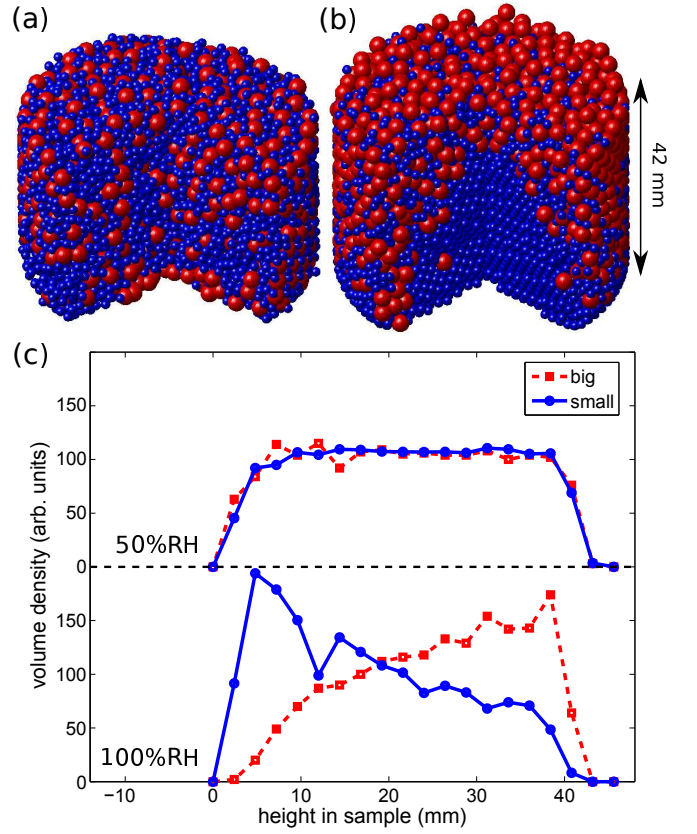 (a)
(b)
42 mm
(c)
big
small
150
100
50
0
50%RH
150
100
50
0
100%RH
volume density (arb. units)
−10
0
10
20
30
40
height in sample (mm)